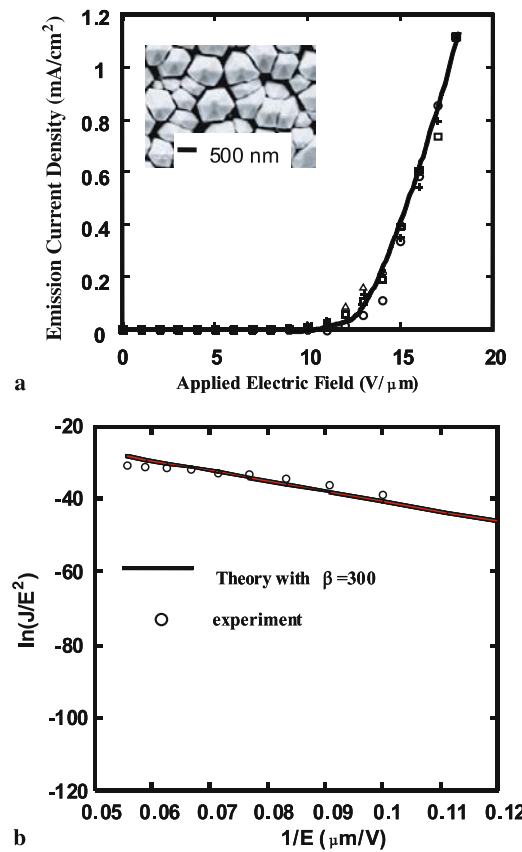 1.2
1
0.8
0.6
0.4
0.2
0
Emission Current Density (mA/cm²)
500 nm
0 5 10 15 20
Applied Electric Field (V/ μm)
a
-20
-40
-60
-80
-100
-120
ln(J/E²)
Theory with β =300
experiment
0.05 0.06 0.07 0.08 0.09 0.1 0.11 0.12
1/E ( μm/V)
b